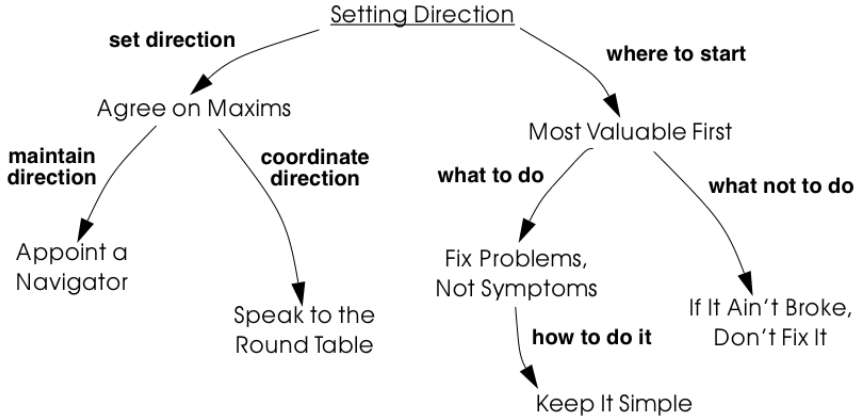 Setting Direction
set direction
where to start
Agree on Maxims
Most Valuable First
maintain
direction
coordinate
direction
what to do
what not to do
Appoint a
Navigator
Fix Problems,
Not Symptoms
Speak to the
Round Table
If It Ain't Broke,
Don't Fix It
how to do it
Keep It Simple